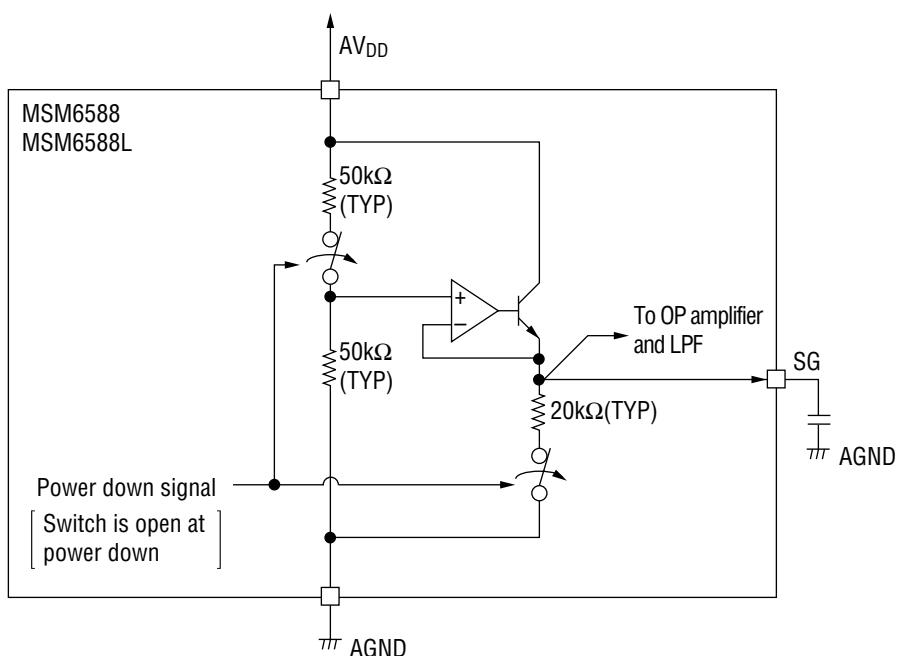 AVDD
MSM6588
MSM6588L
50kΩ
(TYP)
+
−
50kΩ
(TYP)
To OP amplifier
and LPF
SG
20kΩ(TYP)
AGND
Power down signal
[ Switch is open at
power down ]
AGND